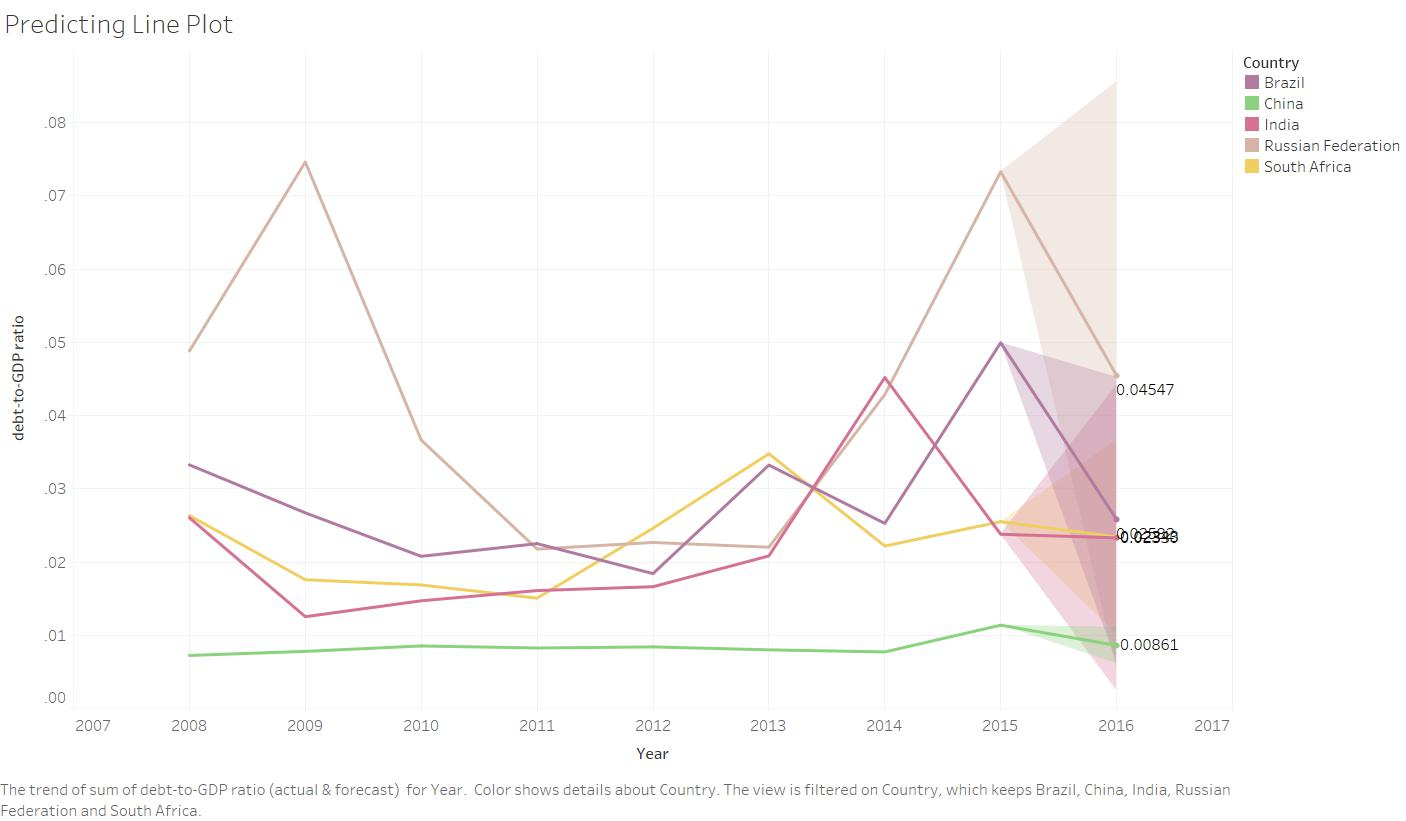 Predicting Line Plot
Country
Brazil
China
India
Russian Federation
South Africa
debt-to-GDP ratio
.08
.07
.06
.05
.04
.03
.02
.01
.00
0.04547
0.00861
2007 2008 2009 2010 2011 2012 2013 2014 2015 2016 2017
Year
The trend of sum of debt-to-GDP ratio (actual & forecast) for Year. Color shows details about Country. The view is filtered on Country, which keeps Brazil, China, India, Russian
Federation and South Africa.